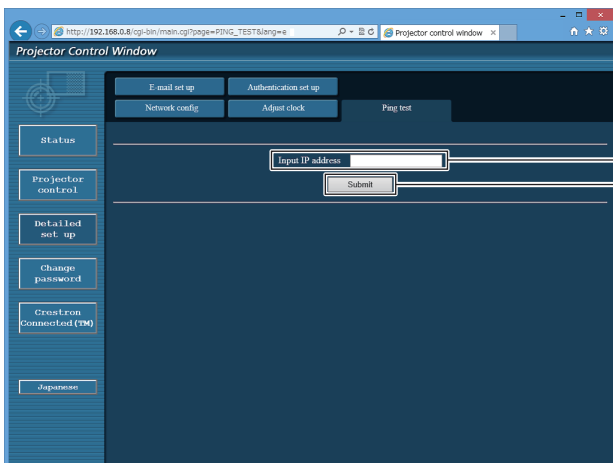 http://192.168.0.8/cgi-bin/main.cgi?page=PING_TEST&lang=e
Projector control window
Projector Control Window
E-mail set up
Authentication set up
Network config
Adjust clock
Ping test
Status
Input IP address
Submit
Projector
control
Detailed
set up
Change
password
Crestron
Connected(TM)
Japanese